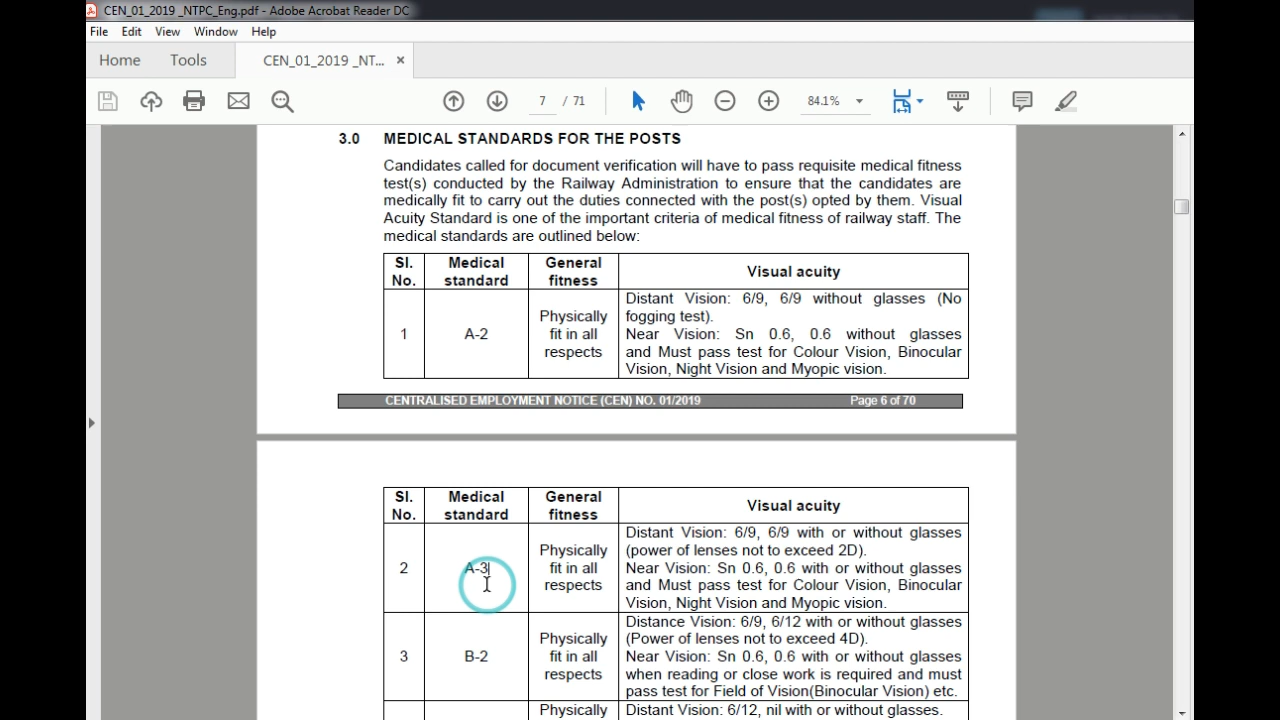 CEN_01_2019 _NTPC_Eng.pdf - Adobe Acrobat Reader DC
File Edit View Window Help
Home Tools CEN_01_2019 _NT... ×
7 / 71 84.1%
3.0 MEDICAL STANDARDS FOR THE POSTS
Candidates called for document verification will have to pass requisite medical fitness
test(s) conducted by the Railway Administration to ensure that the candidates are
medically fit to carry out the duties connected with the post(s) opted by them. Visual
Acuity Standard is one of the important criteria of medical fitness of railway staff. The
medical standards are outlined below:
Sl. No. Medical standard General fitness Visual acuity
1 A-2 Physically fit in all respects
Distant Vision: 6/9, 6/9 without glasses (No
fogging test).
Near Vision: Sn 0.6, 0.6 without glasses
and Must pass test for Colour Vision, Binocular
Vision, Night Vision and Myopic vision.
CENTRALISED EMPLOYMENT NOTICE (CEN) NO. 01/2019 Page 6 of 70
Sl. No. Medical standard General fitness Visual acuity
2 A-3 Physically fit in all respects
Distant Vision: 6/9, 6/9 with or without glasses
(power of lenses not to exceed 2D).
Near Vision: Sn 0.6, 0.6 with or without glasses
and Must pass test for Colour Vision, Binocular
Vision, Night Vision and Myopic vision.
3 B-2 Physically fit in all respects
Distance Vision: 6/9, 6/12 with or without glasses
(Power of lenses not to exceed 4D).
Near Vision: Sn 0.6, 0.6 with or without glasses
when reading or close work is required and must
pass test for Field of Vision(Binocular Vision) etc.
Physically Distant Vision: 6/12, nil with or without glasses.